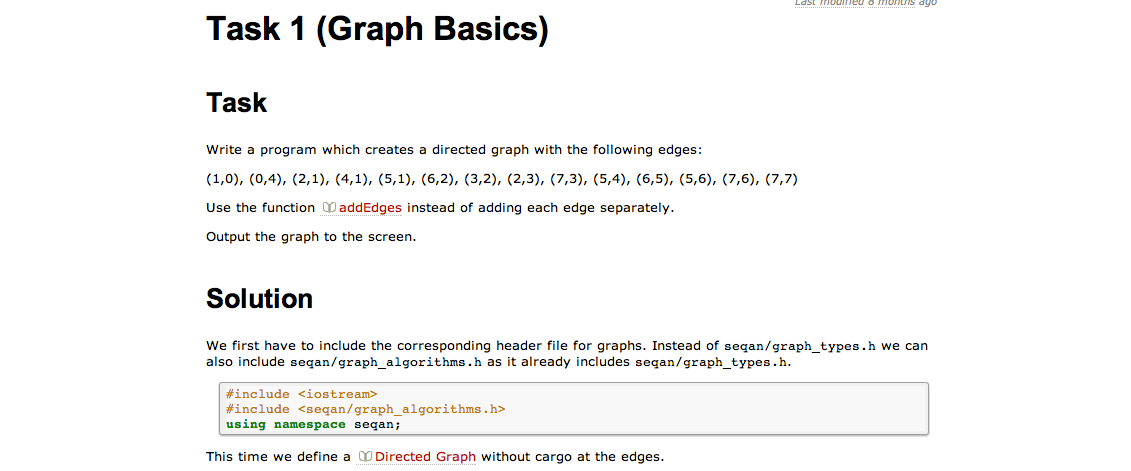 Last modified 8 months ago
Task 1 (Graph Basics)
Task
Write a program which creates a directed graph with the following edges:
(1,0), (0,4), (2,1), (4,1), (5,1), (6,2), (3,2), (2,3), (7,3), (5,4), (6,5), (5,6), (7,6), (7,7)
Use the function addEdges instead of adding each edge separately.
Output the graph to the screen.
Solution
We first have to include the corresponding header file for graphs. Instead of seqan/graph_types.h we can
also include seqan/graph_algorithms.h as it already includes seqan/graph_types.h.
#include <iostream>
#include <seqan/graph_algorithms.h>
using namespace seqan;
This time we define a Directed Graph without cargo at the edges.